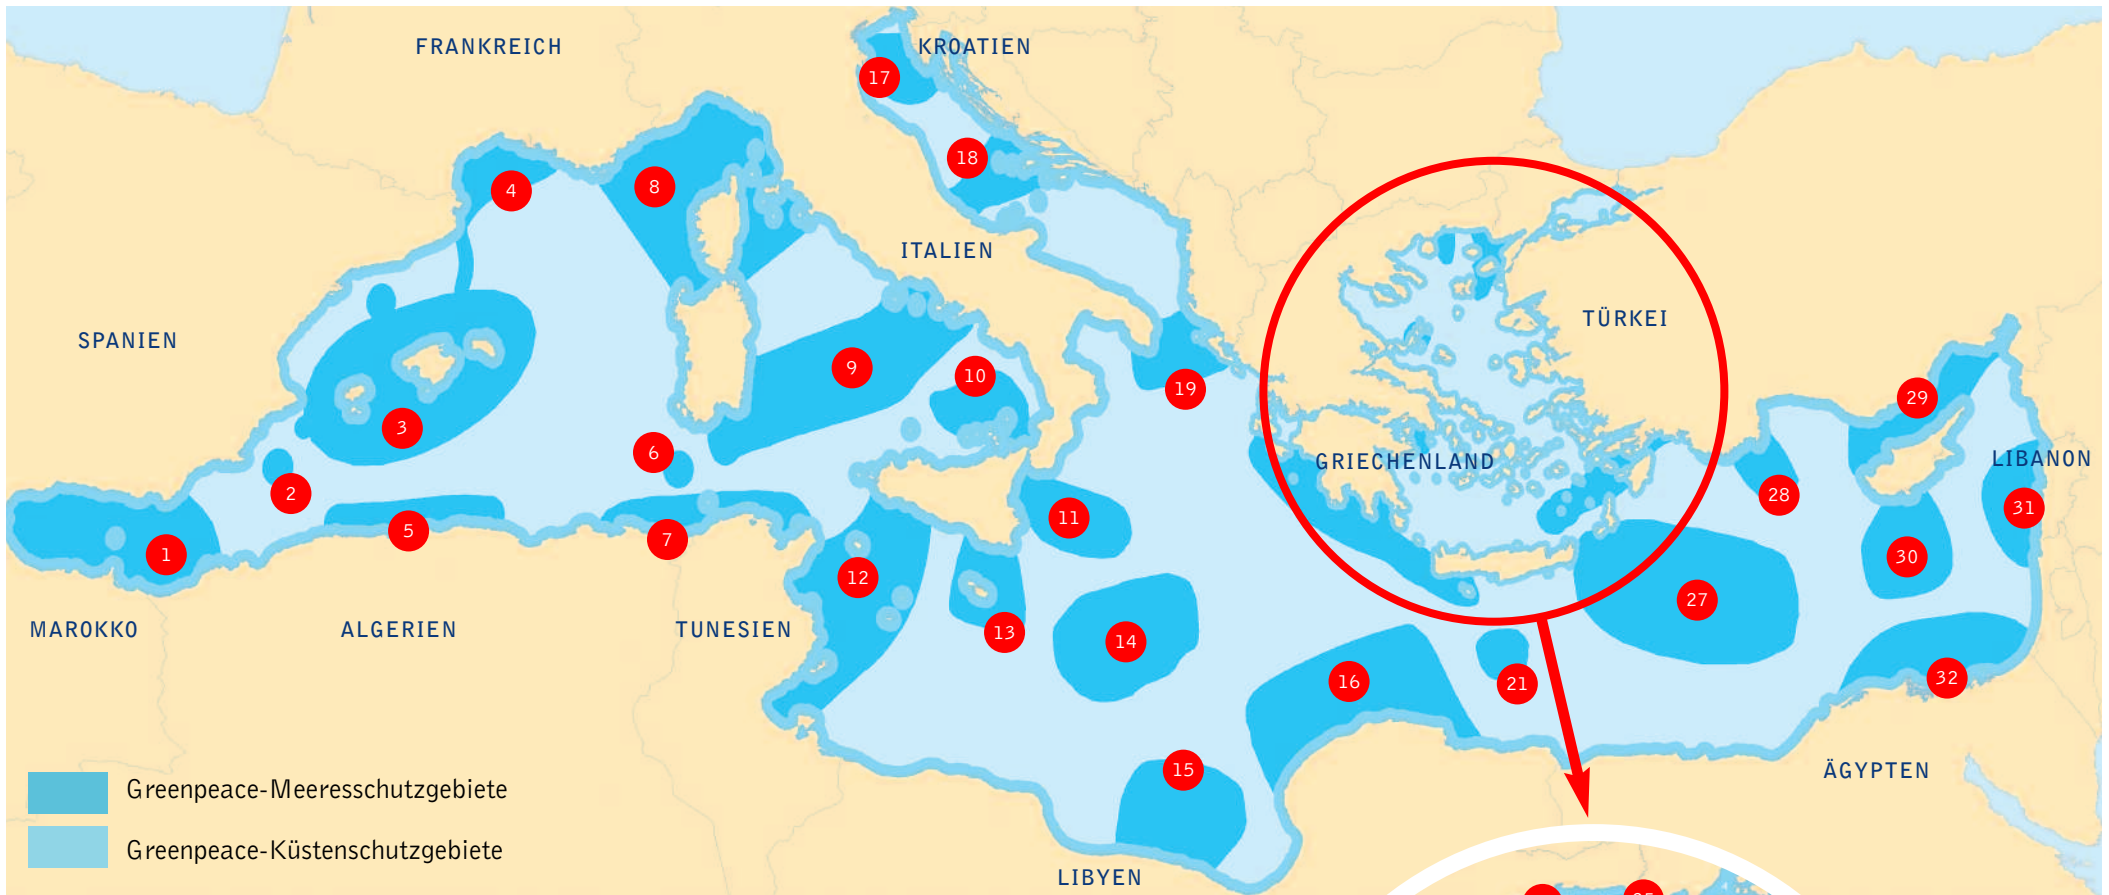 FRANKREICH
KROATIEN
17
18
4
8
ITALIEN
SPANIEN
TÜRKEI
9
10
19
29
3
6
2
GRIECHENLAND
LIBANON
28
31
1
5
7
11
12
30
27
MAROKKO
ALGERIEN
TUNESIEN
13
14
16
21
32
15
ÄGYPTEN
Greenpeace-Meeresschutzgebiete
Greenpeace-Küstenschutzgebiete
LIBYEN